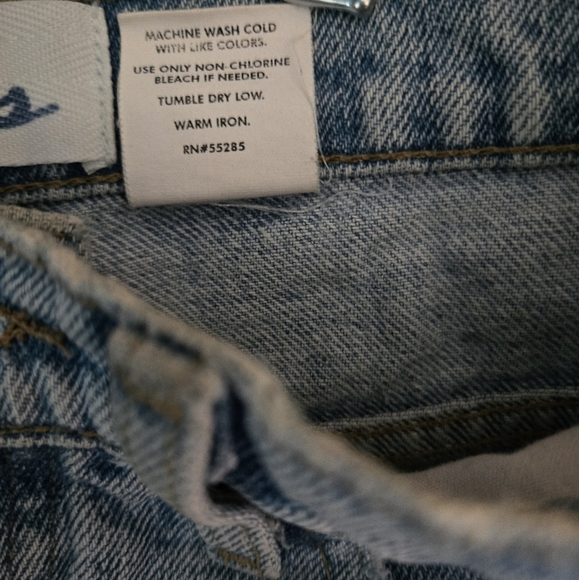 MACHINE WASH COLD
WITH LIKE COLORS.
USE ONLY NON-CHLORINE
BLEACH IF NEEDED.
TUMBLE DRY LOW.
WARM IRON.
RN#55285